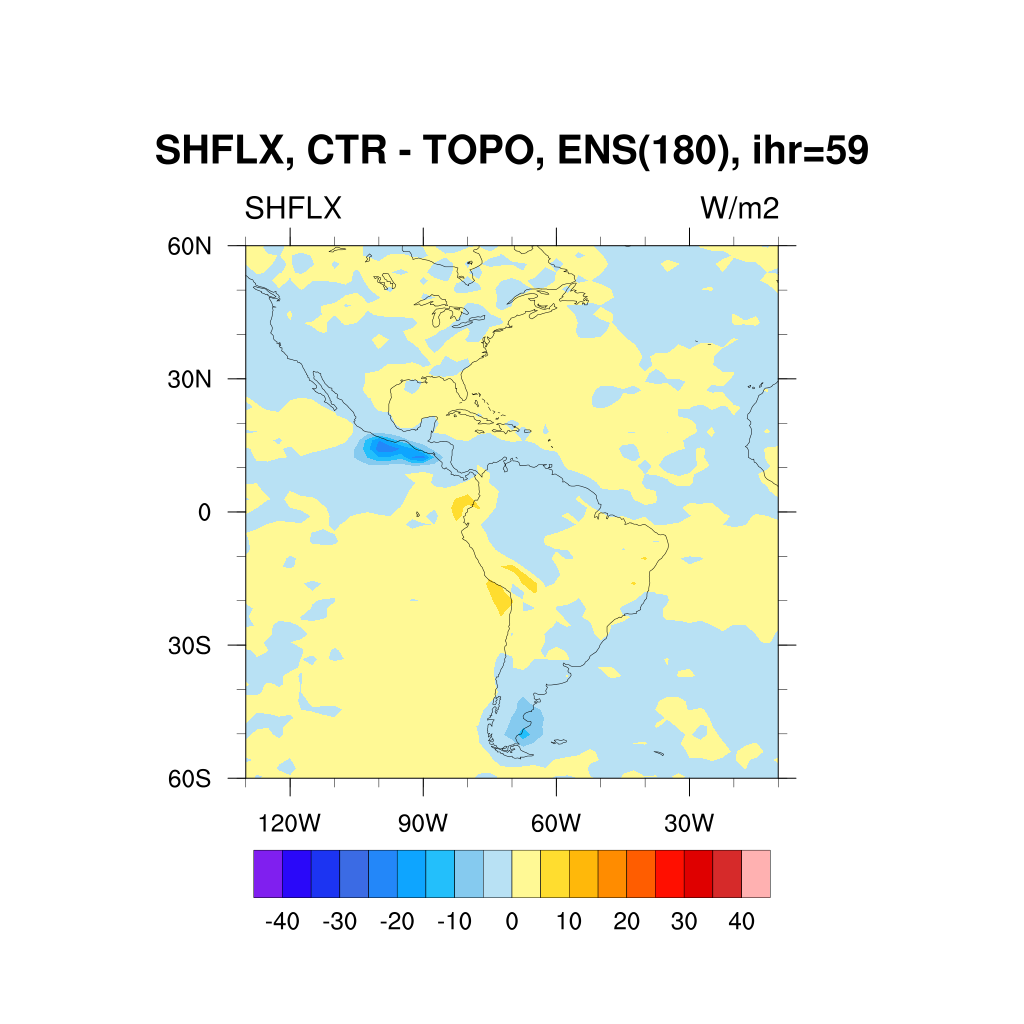 SHFLX, CTR - TOPO, ENS(180), ihr=59
SHFLX W/m2
60N
30N
0
30S
60S
120W 90W 60W 30W
-40 -30 -20 -10 0 10 20 30 40